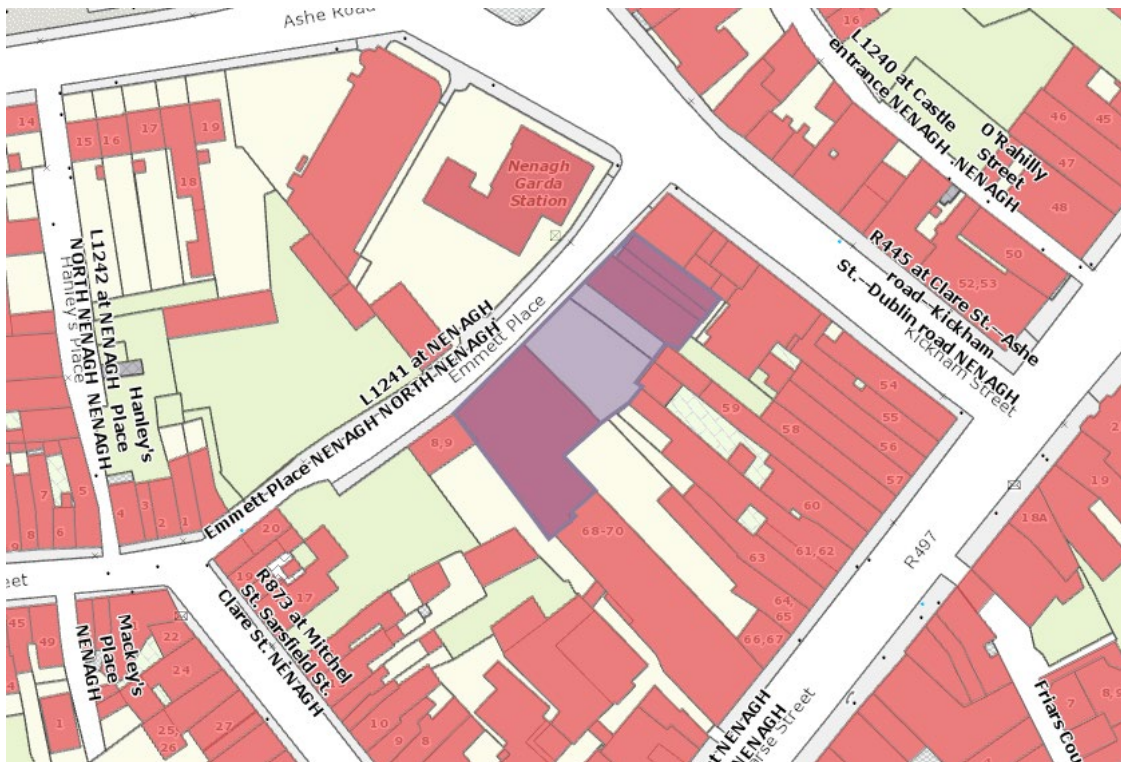 Ashe Road
16
L1240 at Castle
entrance NENAGH--NENAGH
O'Rahilly
Street
46
45
47
48
50
52,53
14
15
16
17
19
18
Nenagh
Garda
Station
L1242 at NENAGH
NORTH NENAGH NENAGH
Hanley's Place
Hanley's
Place
L1241 at NENAGH
NENAGH NORTH-NENAGH
Emmett Place
Emmett Place
R445 at Clare St.--Ashe
road--Kickham
St.--Dublin road NENAGH
Kickham Street
54
55
56
57
58
59
60
61,62
63
64,
65
66,67
68-70
8,9
7
5
4
3
2
1
9
8
6
20
19
17
R873 at Mitchel
St. Sarsfield St.
Clare St. NENAGH
Mackey's
Place
NENAGH
45
49
22
24
1
25,
26
27
10
9
8
R497
19
18A
7
8,9
Friars Cou
NENAGH
NENAGH